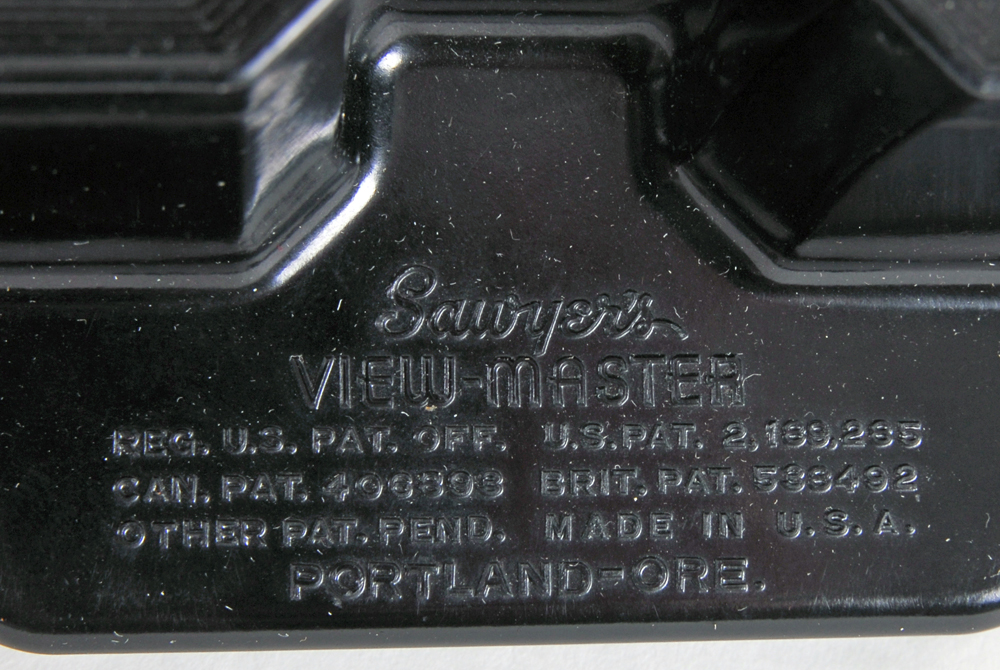 Sawyer's
VIEW-MASTER
REG. U.S. PAT. OFF. U.S.PAT. 2,189,285
CAN. PAT. 400393 BRIT. PAT. 539492
OTHER PAT. PEND. MADE IN U.S.A.
PORTLAND-ORE.